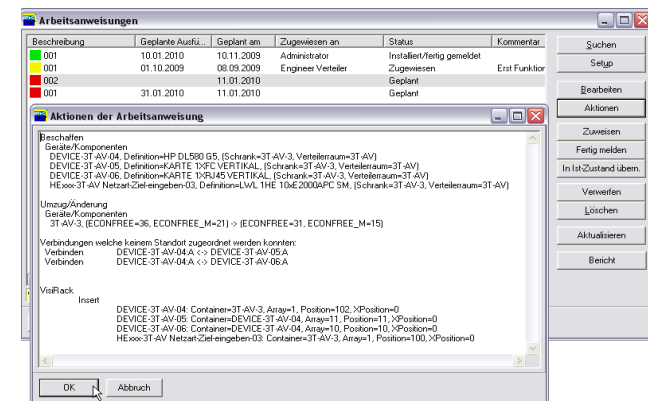 Arbeitsanweisungen
Beschreibung Geplante Ausfü... Geplant am Zugewiesen an Status Kommentar
001 10.01.2010 10.11.2009 Administrator Installiert/fertig gemeldet
001 01.10.2009 08.09.2009 Engineer Verteiler Zugewiesen Erst Funktion
002 11.01.2010 Geplant
001 31.01.2010 11.01.2010 Geplant
Suchen
Setup
Bearbeiten
Aktionen
Zuweisen
Fertig melden
In Ist-Zustand übern.
Verwerfen
Löschen
Aktualisieren
Bericht
Aktionen der Arbeitsanweisung
Beschaffen
Geräte/Komponenten
DEVICE-3T-AV-04, Definition=HP DL580 G5, (Schrank=3T-AV-3, Verteilerraum=3T-AV)
DEVICE-3T-AV-05, Definition=KARTE 1XFC VERTIKAL, (Schrank=3T-AV-3, Verteilerraum=3T-AV)
DEVICE-3T-AV-06, Definition=KARTE 1XRJ45 VERTIKAL, (Schrank=3T-AV-3, Verteilerraum=3T-AV)
HExxx-3T-AV Netzart-Ziel-eingeben-03, Definition=LWL 1HE 10xE2000APC SM, (Schrank=3T-AV-3, Verteilerraum=3T-AV)
Umzug/Änderung
Geräte/Komponenten
3T-AV-3, (ECONFREE=36, ECONFREE_M=21) -> (ECONFREE=31, ECONFREE_M=15)
Verbindungen welche keinem Standort zugeordnet werden konnten:
Verbinden DEVICE-3T-AV-04:A <-> DEVICE-3T-AV-05:A
Verbinden DEVICE-3T-AV-04:A <-> DEVICE-3T-AV-06:A
VisiRack
Insert
DEVICE-3T-AV-04: Container=3T-AV-3, Array=1, Position=102, XPosition=0
DEVICE-3T-AV-05: Container=DEVICE-3T-AV-04, Array=11, Position=11, XPosition=0
DEVICE-3T-AV-06: Container=DEVICE-3T-AV-04, Array=10, Position=10, XPosition=0
HExxx-3T-AV Netzart-Ziel-eingeben-03: Container=3T-AV-3, Array=1, Position=100, XPosition=0
OK Abbruch